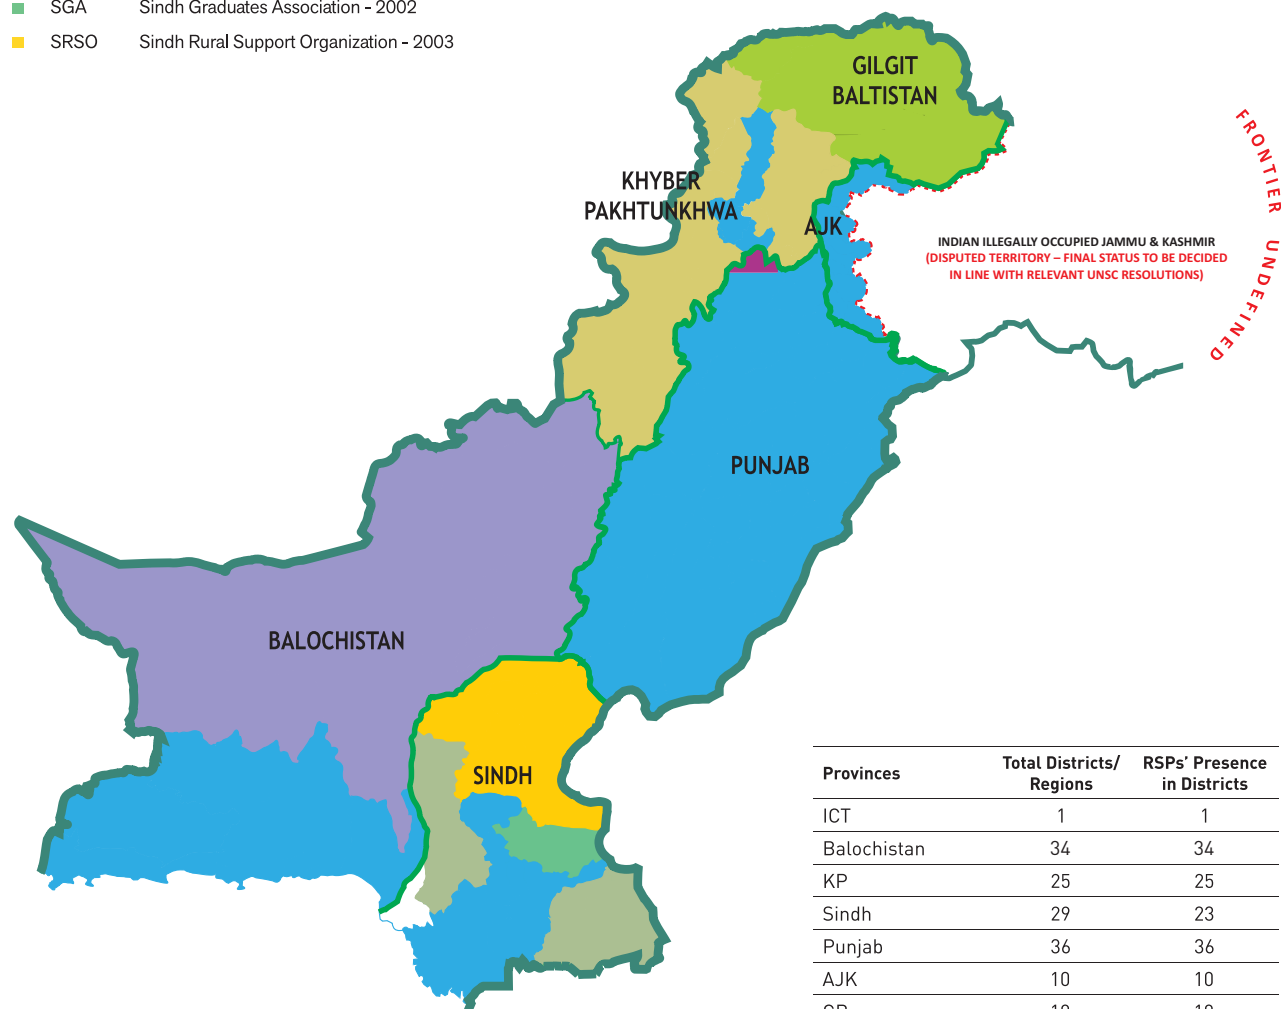 SGA Sindh Graduates Association - 2002
SRSO Sindh Rural Support Organization - 2003
GILGIT
BALTISTAN
FRONTIER UNDEFINED
KHYBER
PAKHTUNKHWA
AJK
INDIAN ILLEGALLY OCCUPIED JAMMU & KASHMIR
(DISPUTED TERRITORY – FINAL STATUS TO BE DECIDED
IN LINE WITH RELEVANT UNSC RESOLUTIONS)
PUNJAB
BALOCHISTAN
SINDH
Provinces Total Districts/ Regions RSPs' Presence in Districts
ICT 1 1
Balochistan 34 34
KP 25 25
Sindh 29 23
Punjab 36 36
AJK 10 10